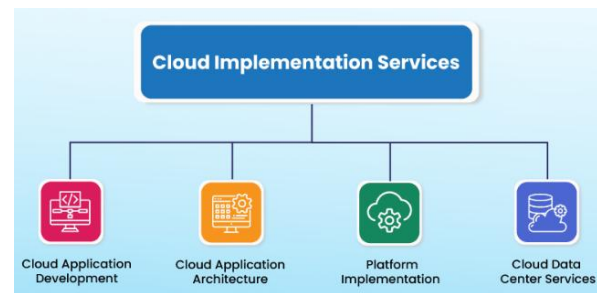 Cloud Implementation Services
Cloud Application
Development
Cloud Application
Architecture
Platform
Implementation
Cloud Data
Center Services